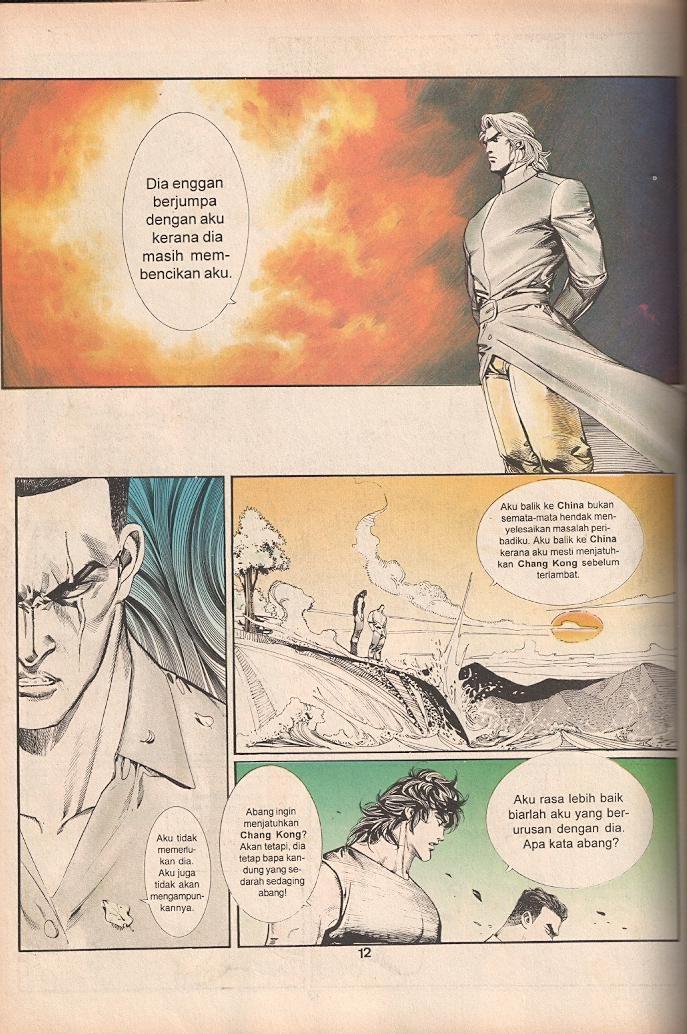 Dia enggan
berjumpa
dengan aku
kerana dia
masih mem-
bencikan aku.
Aku balik ke China bukan
semata-mata hendak men-
yelesaikan masalah peri-
badiku. Aku balik ke China
kerana aku mesti menjatuh-
kan Chang Kong sebelum
terlambat.
Aku tidak
memerlu-
kan dia.
Aku juga
tidak akan
mengampun-
kannya.
Abang ingin
menjatuhkan
Chang Kong?
Akan tetapi, dia
tetap bapa kan-
dung yang se-
darah sedaging
abang!
Aku rasa lebih baik
biarlah aku yang ber-
urusan dengan dia.
Apa kata abang?
12